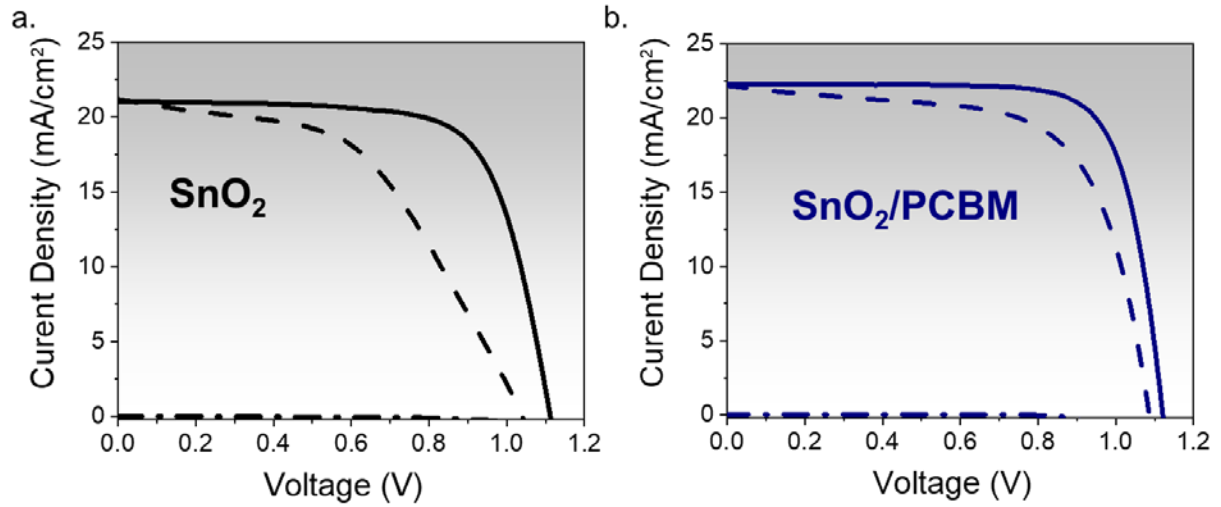 a.
25
20
15
10
5
0
Curent Density (mA/cm²)
SnO₂
0.0 0.2 0.4 0.6 0.8 1.0 1.2
Voltage (V)
b.
25
20
15
10
5
0
Curent Density (mA/cm²)
SnO₂/PCBM
0.0 0.2 0.4 0.6 0.8 1.0 1.2
Voltage (V)